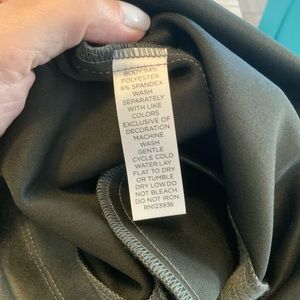 BODY:94%
POLYESTER
6% SPANDEX
WASH
SEPARATELY
WITH LIKE
COLORS
EXCLUSIVE OF
DECORATION
MACHINE
WASH
GENTLE
CYCLE COLD
WATER.LAY
FLAT TO DRY
OR TUMBLE
DRY LOW.DO
NOT BLEACH.
DO NOT IRON.
RN123936